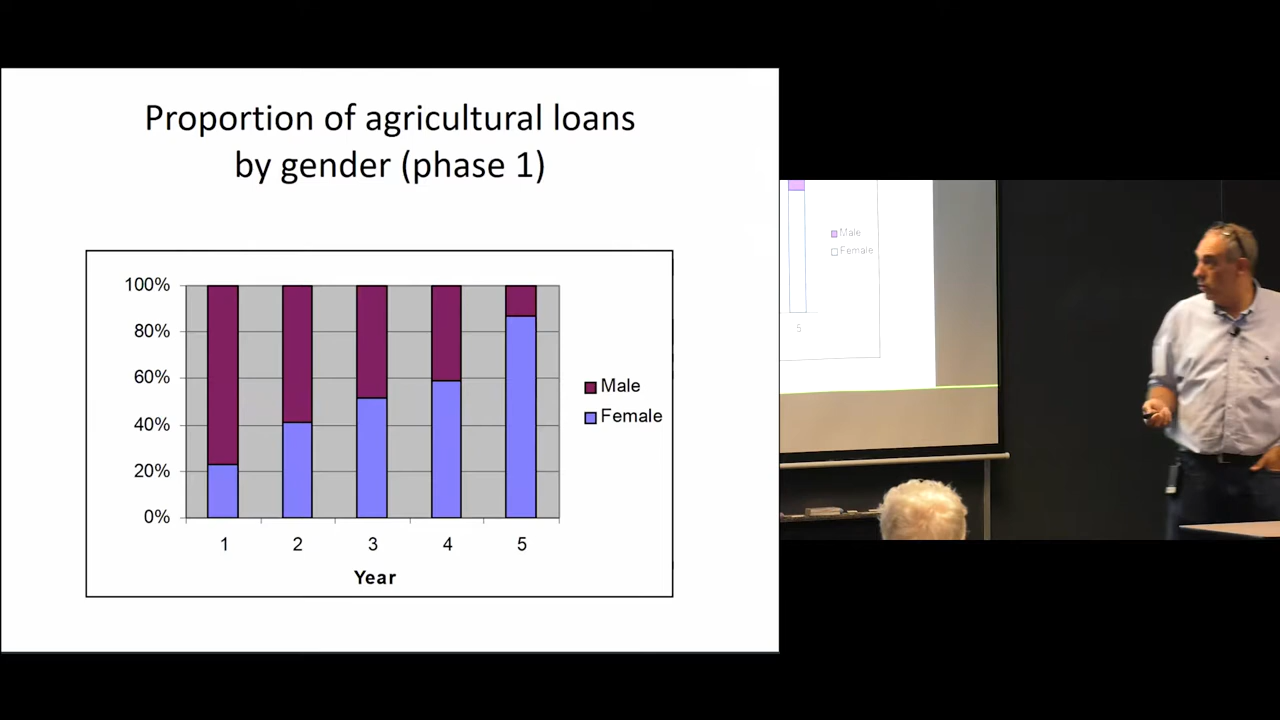 Proportion of agricultural loans
by gender (phase 1)
100%
80%
60%
40%
20%
0%
1 2 3 4 5
Year
Male
Female
Male
Female
5